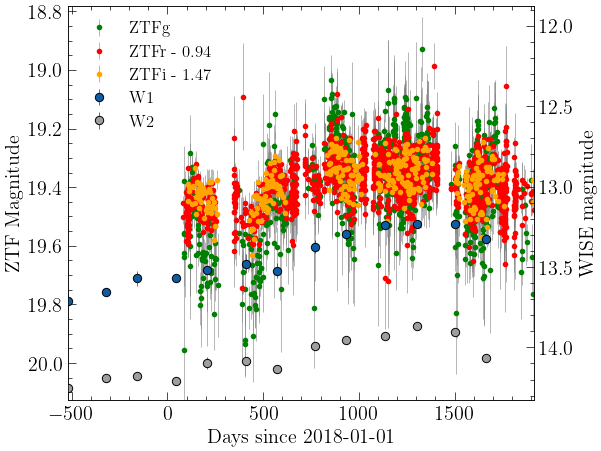 ZTFg
ZTFr - 0.94
ZTFi - 1.47
W1
W2
18.8
19.0
19.2
19.4
19.6
19.8
20.0
ZTF Magnitude
12.0
12.5
13.0
13.5
14.0
WISE magnitude
−500 0 500 1000 1500
Days since 2018-01-01